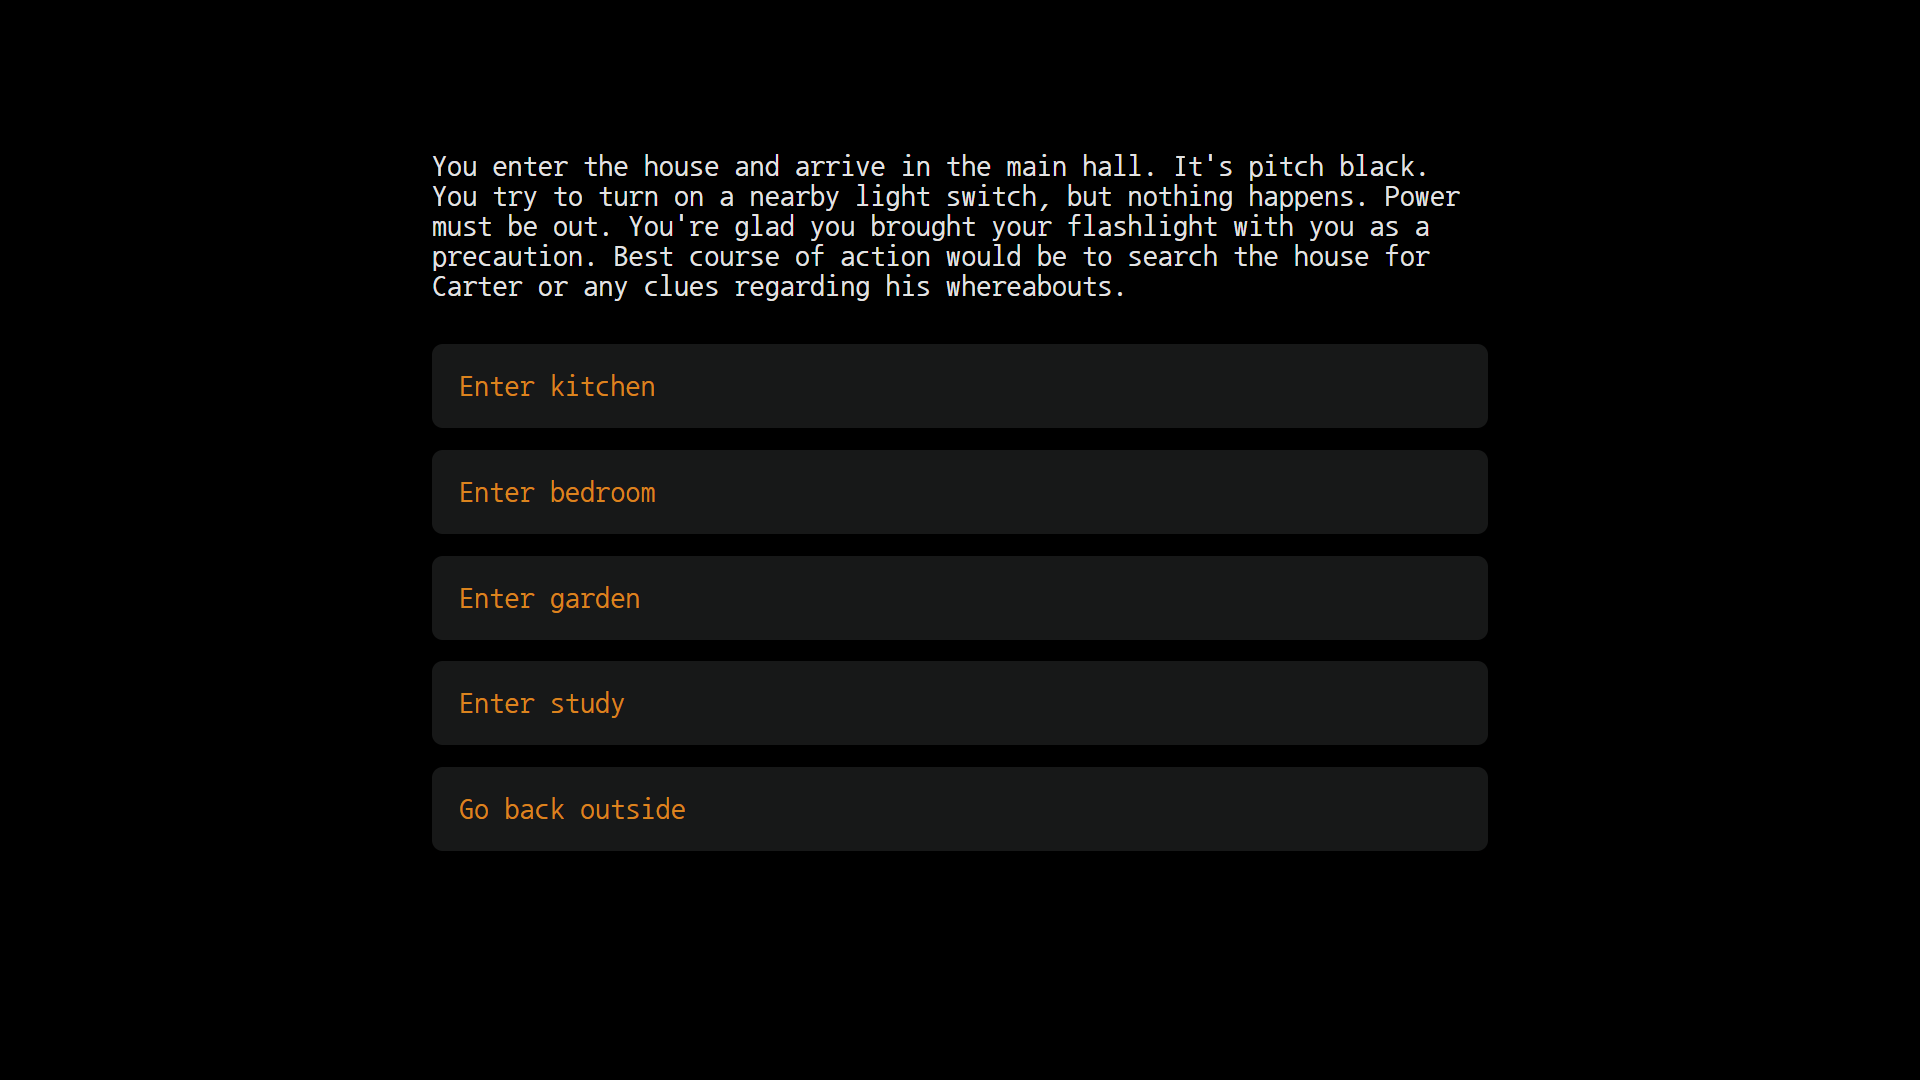 You enter the house and arrive in the main hall. It's pitch black.
You try to turn on a nearby light switch, but nothing happens. Power
must be out. You're glad you brought your flashlight with you as a
precaution. Best course of action would be to search the house for
Carter or any clues regarding his whereabouts.
Enter kitchen
Enter bedroom
Enter garden
Enter study
Go back outside